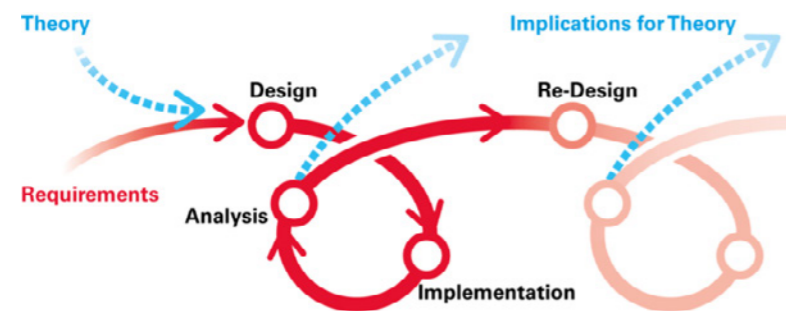 Theory
Implications for Theory
Design
Re-Design
Requirements
Analysis
Implementation